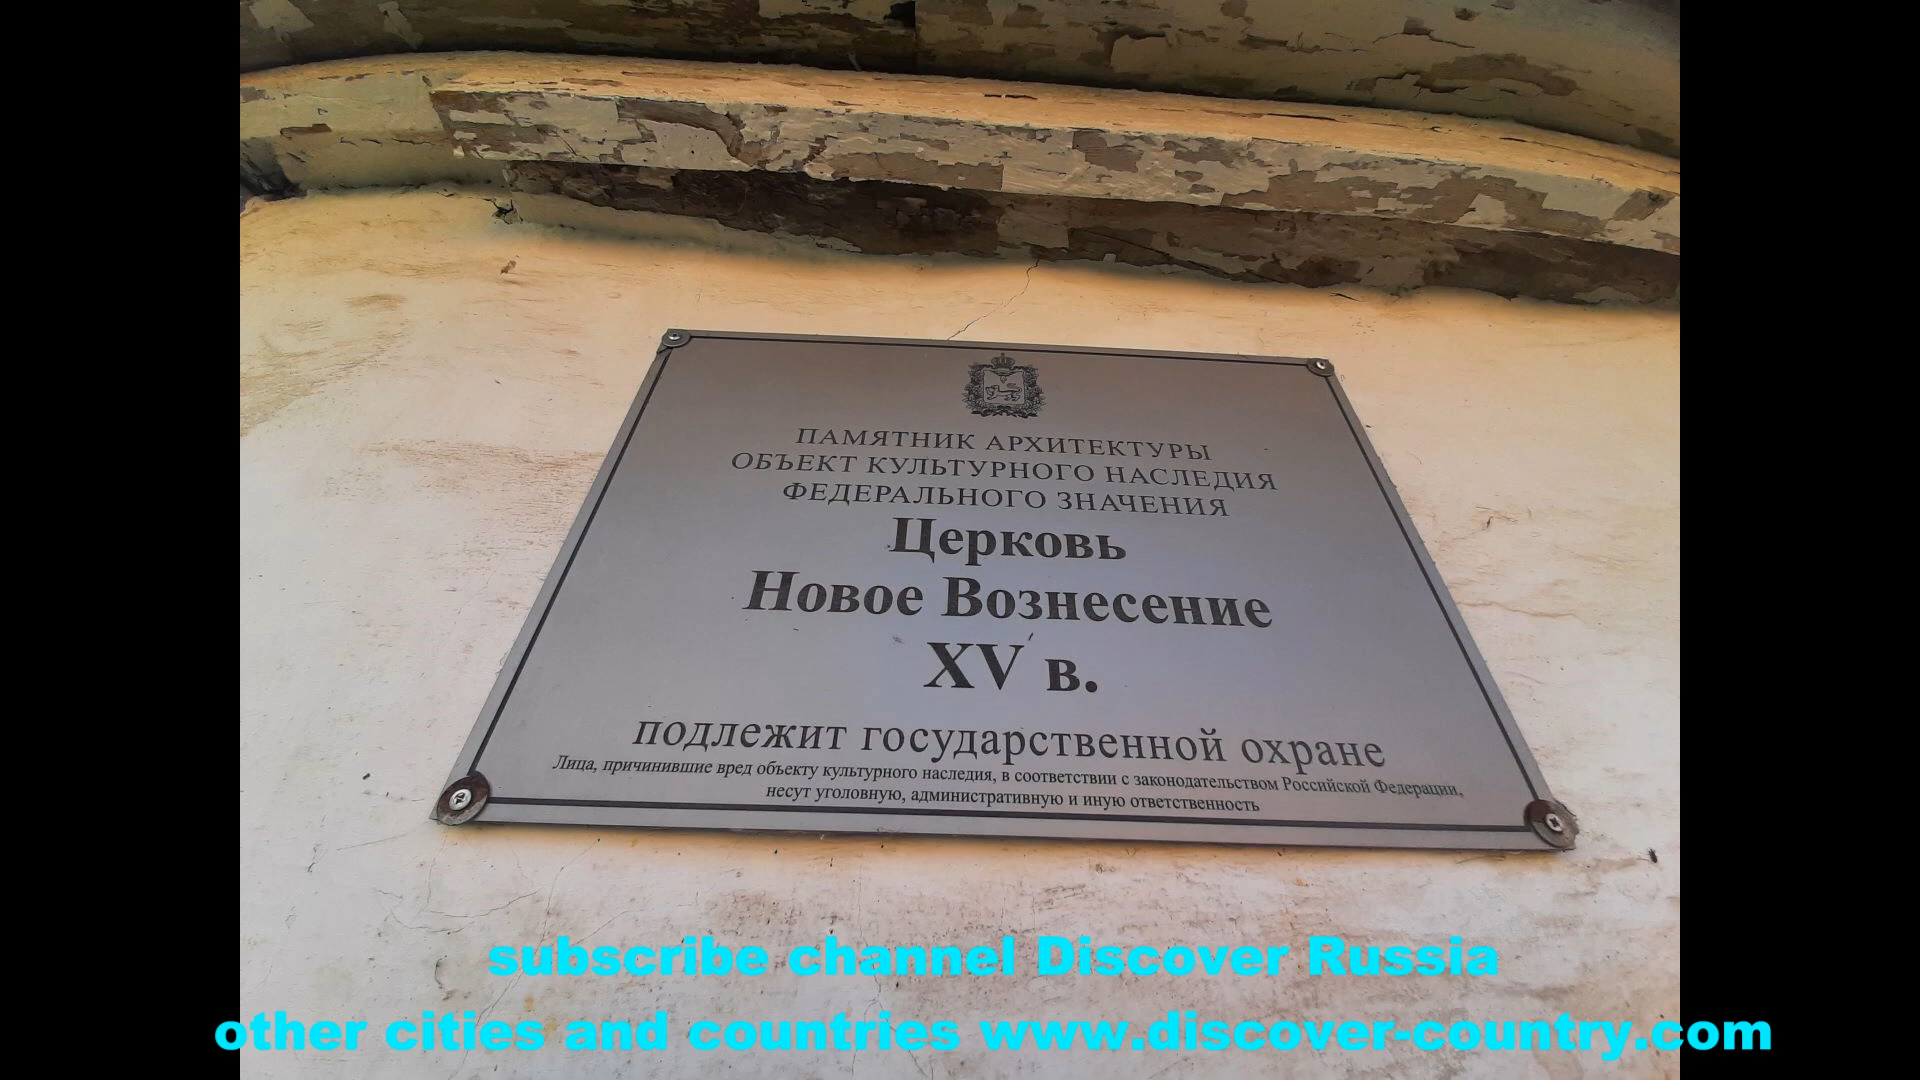 ПАМЯТНИК АРХИТЕКТУРЫ
ОБЪЕКТ КУЛЬТУРНОГО НАСЛЕДИЯ
ФЕДЕРАЛЬНОГО ЗНАЧЕНИЯ
Церковь
Новое Вознесение
XV в.
подлежит государственной охране
Лица, причинившие вред объекту культурного наследия, в соответствии с законодательством Российской Федерации,
несут уголовную, административную и иную ответственность
subscribe channel Discover Russia
other cities and countries www.discover-country.com